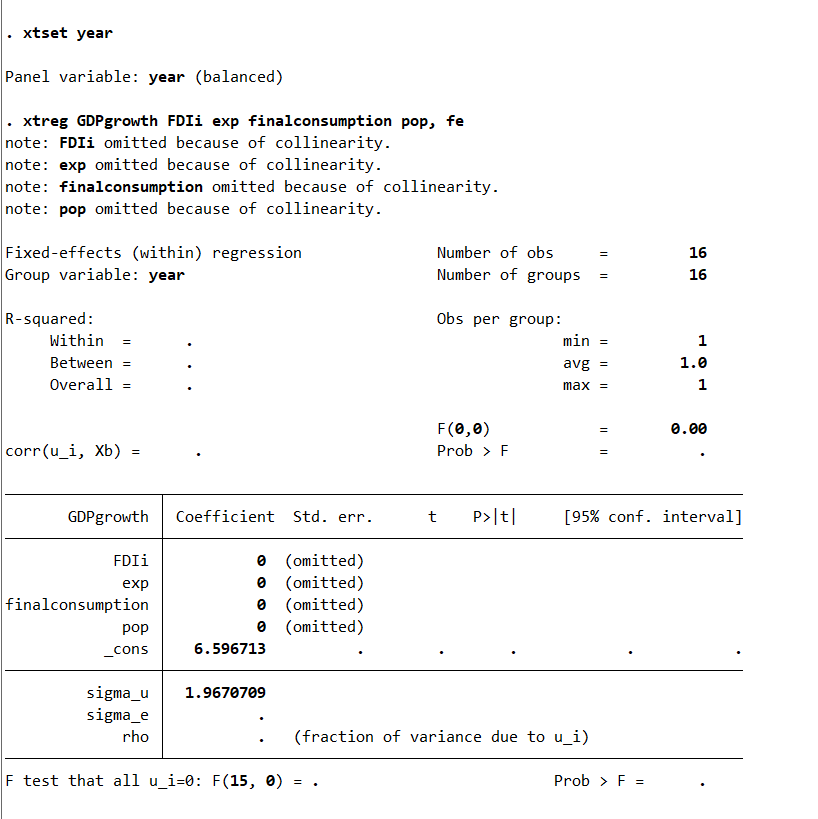 . xtset year
Panel variable: year (balanced)
. xtreg GDPgrowth FDIi exp finalconsumption pop, fe
note: FDIi omitted because of collinearity.
note: exp omitted because of collinearity.
note: finalconsumption omitted because of collinearity.
note: pop omitted because of collinearity.
Fixed-effects (within) regression Number of obs = 16
Group variable: year Number of groups = 16
R-squared: Obs per group:
Within = . min = 1
Between = . avg = 1.0
Overall = . max = 1
F(0,0) = 0.00
corr(u_i, Xb) = . Prob > F = .
GDPgrowth Coefficient Std. err. t P>|t| [95% conf. interval]
FDIi 0 (omitted)
exp 0 (omitted)
finalconsumption 0 (omitted)
pop 0 (omitted)
_cons 6.596713 . . . . .
sigma_u 1.9670709
sigma_e .
rho . (fraction of variance due to u_i)
F test that all u_i=0: F(15, 0) = . Prob > F = .